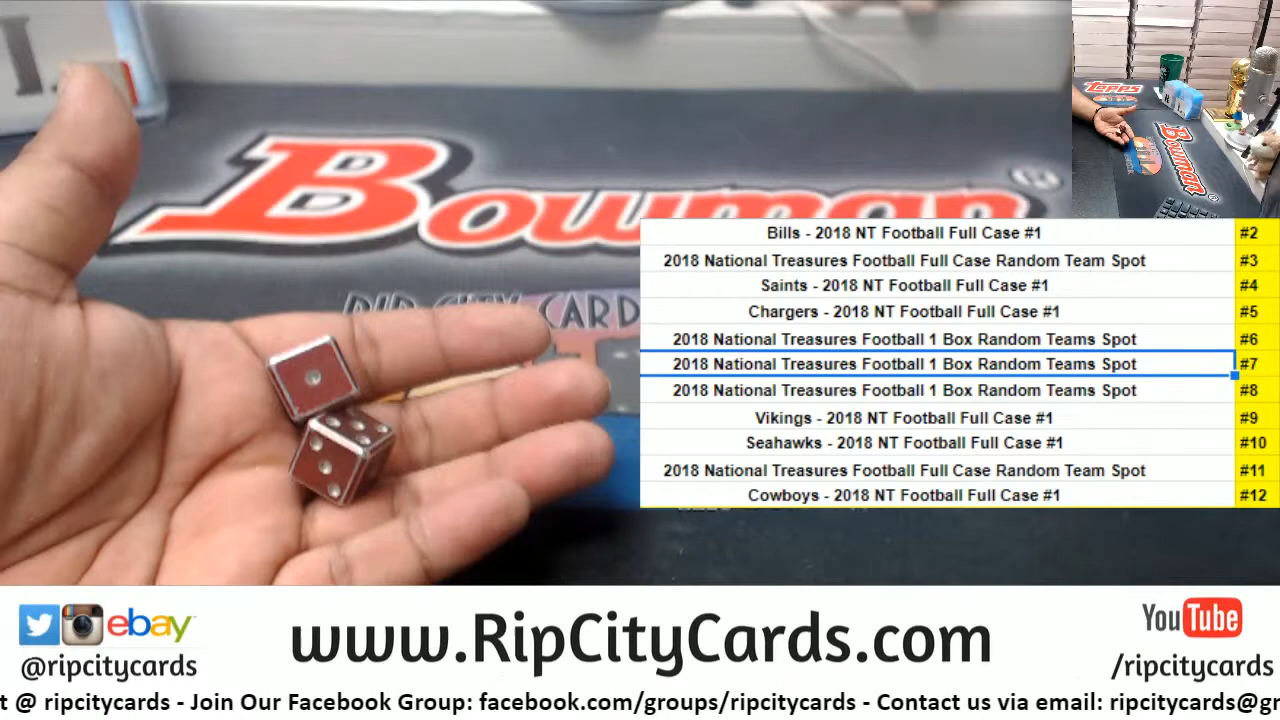 TOPPS
Bowman
Bowman®
RIP CITY CARD
Bills - 2018 NT Football Full Case #1 #2
2018 National Treasures Football Full Case Random Team Spot #3
Saints - 2018 NT Football Full Case #1 #4
Chargers - 2018 NT Football Full Case #1 #5
2018 National Treasures Football 1 Box Random Teams Spot #6
2018 National Treasures Football 1 Box Random Teams Spot #7
2018 National Treasures Football 1 Box Random Teams Spot #8
Vikings - 2018 NT Football Full Case #1 #9
Seahawks - 2018 NT Football Full Case #1 #10
2018 National Treasures Football Full Case Random Team Spot #11
Cowboys - 2018 NT Football Full Case #1 #12
ebay
@ripcitycards
www.RipCityCards.com
YouTube
/ripcitycards
t @ ripcitycards - Join Our Facebook Group: facebook.com/groups/ripcitycards - Contact us via email: ripcitycards@g